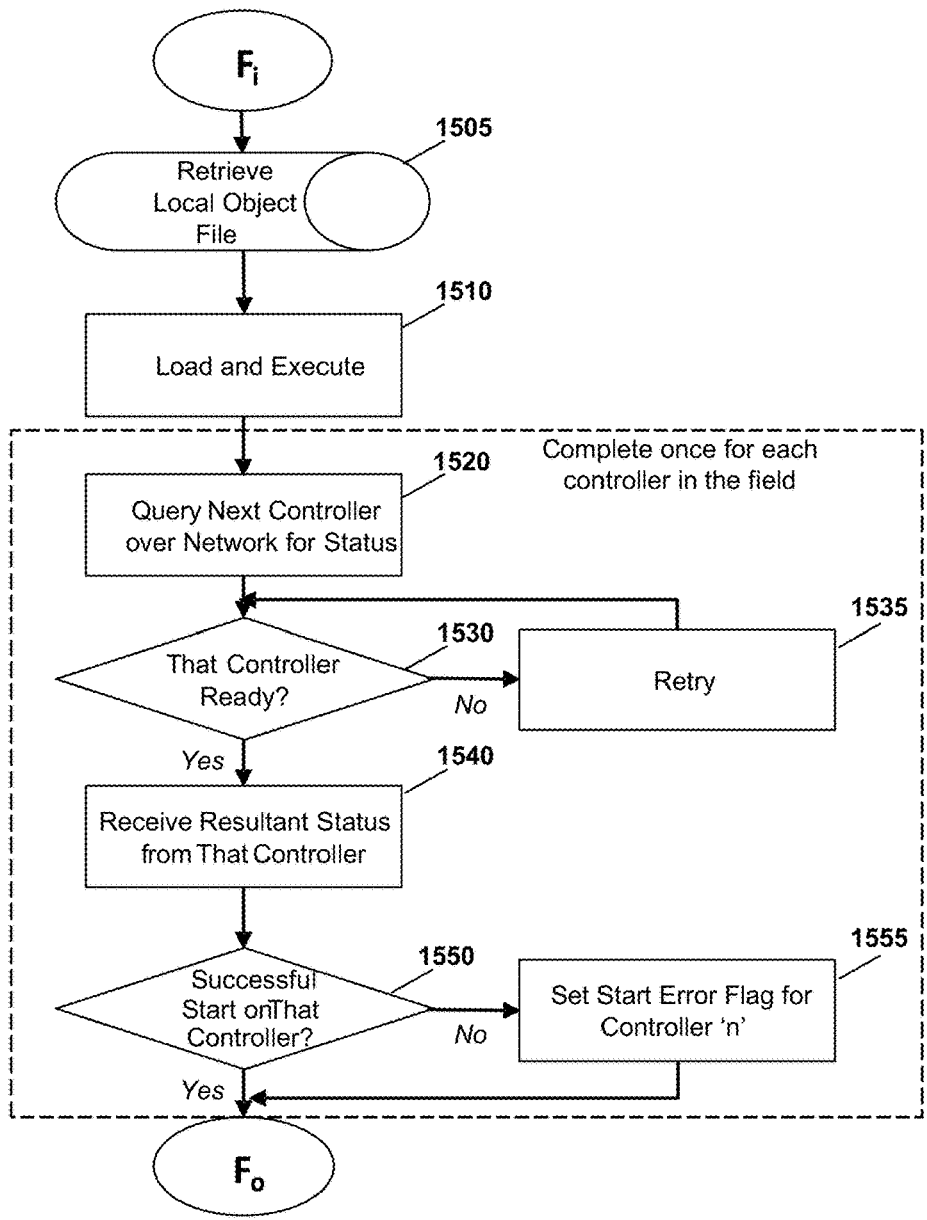 Fi
1505
Retrieve
Local Object
File
1510
Load and Execute
Complete once for each
controller in the field
1520
Query Next Controller
over Network for Status
1530
That Controller
Ready?
No
1535
Retry
Yes
1540
Receive Resultant Status
from That Controller
1550
Successful
Start onThat
Controller?
No
1555
Set Start Error Flag for
Controller ‘n’
Yes
Fo